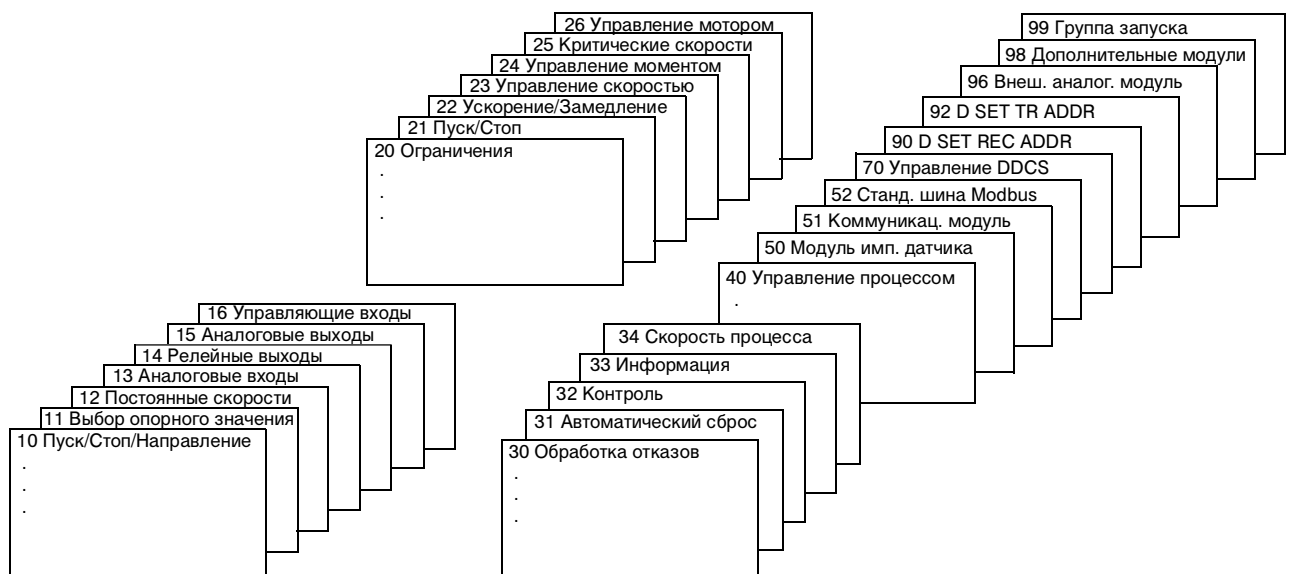 26 Управление мотором
25 Критические скорости
24 Управление моментом
23 Управление скоростью
22 Ускорение/Замедление
21 Пуск/Стоп
20 Ограничения
.
.
.
99 Группа запуска
98 Дополнительные модули
96 Внеш. аналог. модуль
92 D SET TR ADDR
90 D SET REC ADDR
70 Управление DDCS
52 Станд. шина Modbus
51 Коммуникац. модуль
50 Модуль имп. датчика
40 Управление процессом
.
16 Управляющие входы
15 Аналоговые выходы
14 Релейные выходы
13 Аналоговые входы
12 Постоянные скорости
11 Выбор опорного значения
10 Пуск/Стоп/Направление
.
.
.
34 Скорость процесса
33 Информация
32 Контроль
31 Автоматический сброс
30 Обработка отказов
.
.
.